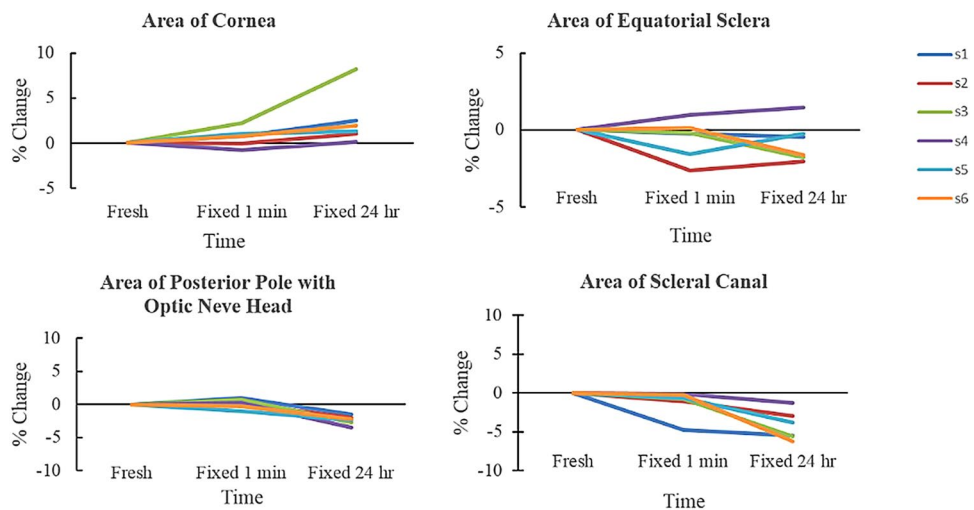 Area of Cornea
10
5
0
-5
% Change
Fresh
Fixed 1 min
Fixed 24 hr
Time
Area of Equatorial Sclera
5
0
-5
% Change
Fresh
Fixed 1 min
Fixed 24 hr
Time
s1
s2
s3
s4
s5
s6
Area of Posterior Pole with
Optic Neve Head
10
5
0
-5
-10
% Change
Fresh
Fixed 1 min
Fixed 24 hr
Time
Area of Scleral Canal
10
5
0
-5
-10
% Change
Fresh
Fixed 1 min
Fixed 24 hr
Time